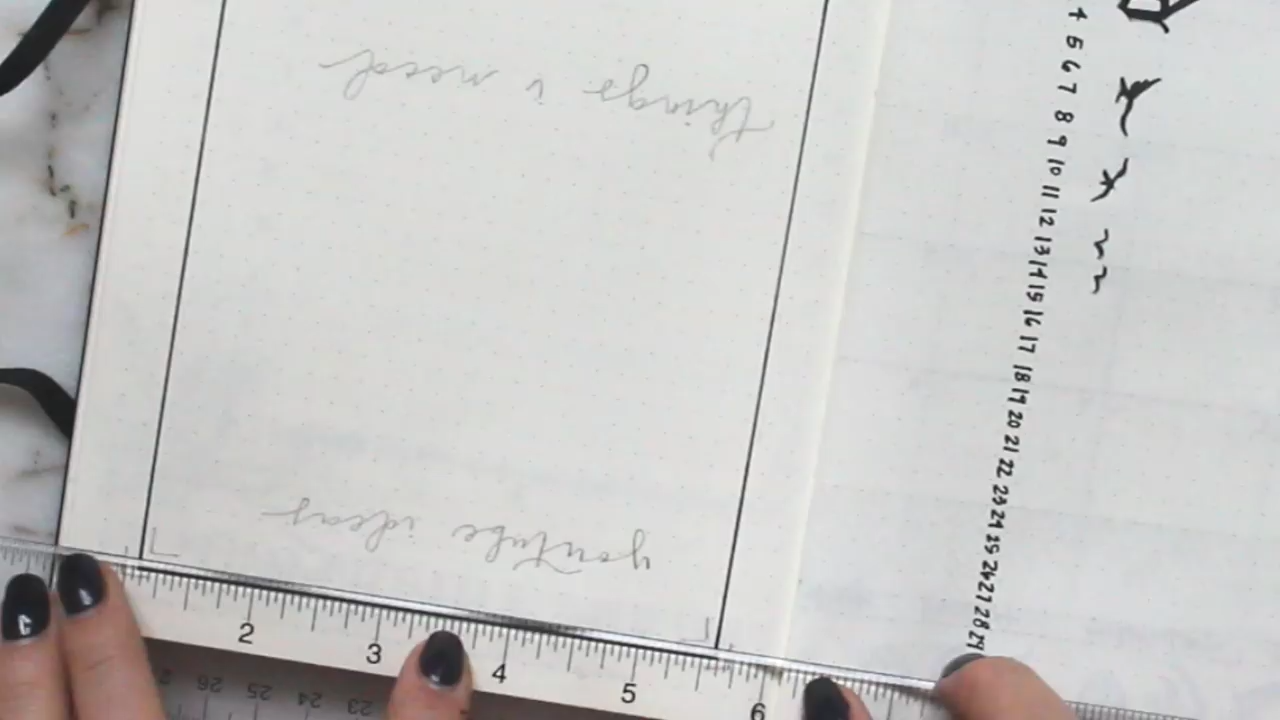 youtube ideas
things i need
4 5 6 7 8 9 10 11 12 13 14 15 16 17 18 19 20 21 22 23 24 25 26 27 28 29
2 3 4 5 6
26 25 24 23